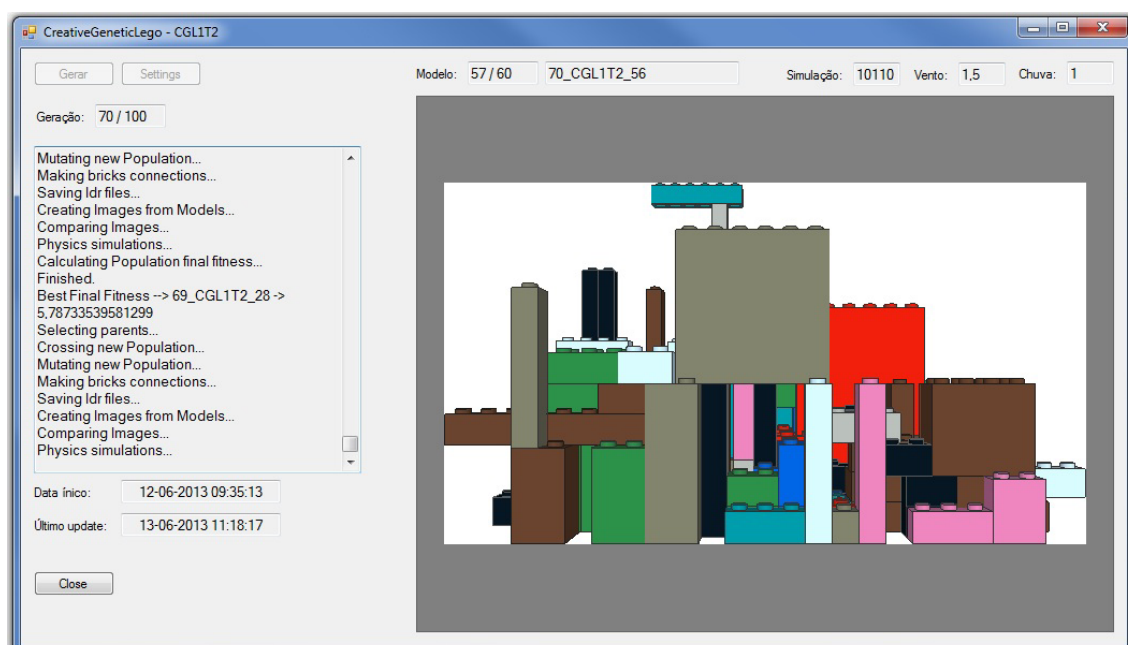 CreativeGeneticLego - CGL1T2
Gerar Settings
Modelo: 57 / 60 70_CGL1T2_56 Simulação: 10110 Vento: 1,5 Chuva: 1
Geração: 70 / 100
Mutating new Population...
Making bricks connections...
Saving ldr files...
Creating Images from Models...
Comparing Images...
Physics simulations...
Calculating Population final fitness...
Finished.
Best Final Fitness --> 69_CGL1T2_28 ->
5,78733539581299
Selecting parents...
Crossing new Population...
Mutating new Population...
Making bricks connections...
Saving ldr files...
Creating Images from Models...
Comparing Images...
Physics simulations...
Data ínico: 12-06-2013 09:35:13
Último update: 13-06-2013 11:18:17
Close